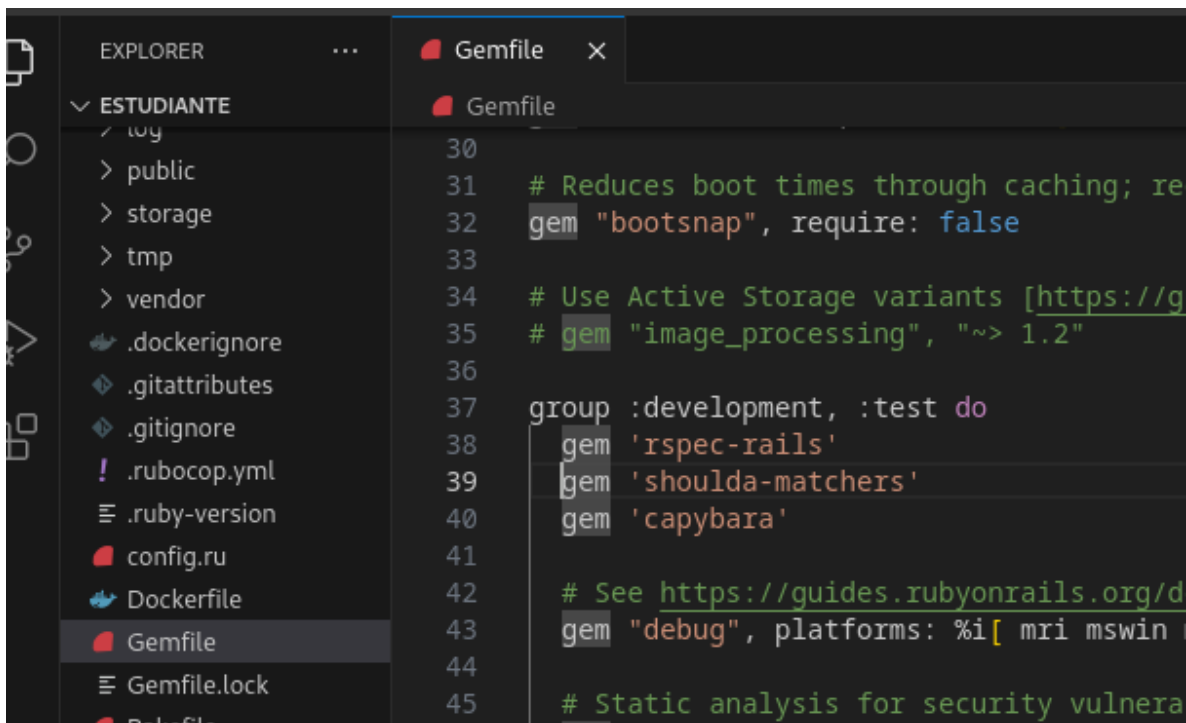 EXPLORER ...
ESTUDIANTE
log
public
storage
tmp
vendor
.dockerignore
.gitattributes
.gitignore
.rubocop.yml
.ruby-version
config.ru
Dockerfile
Gemfile
Gemfile.lock
Gemfile
Gemfile
30
31 # Reduces boot times through caching; re
32 gem "bootsnap", require: false
33
34 # Use Active Storage variants [https://g
35 # gem "image_processing", "~> 1.2"
36
37 group :development, :test do
38 gem 'rspec-rails'
39 gem 'shoulda-matchers'
40 gem 'capybara'
41
42 # See https://guides.rubyonrails.org/d
43 gem "debug", platforms: %i[ mri mswin
44
45 # Static analysis for security vulnera